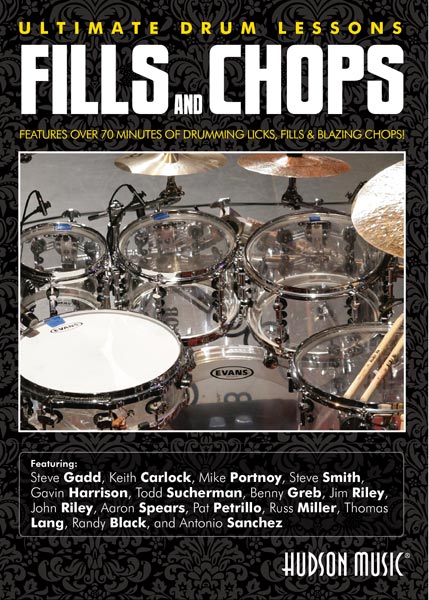 ULTIMATE DRUM LESSONS
FILLS AND CHOPS
FEATURES OVER 70 MINUTES OF DRUMMING LICKS, FILLS & BLAZING CHOPS!
EVANS
EVANS
Featuring:
Steve Gadd, Keith Carlock, Mike Portnoy, Steve Smith,
Gavin Harrison, Todd Sucherman, Benny Greb, Jim Riley,
John Riley, Aaron Spears, Pat Petrillo, Russ Miller, Thomas
Lang, Randy Black, and Antonio Sanchez
HUDSON MUSIC®